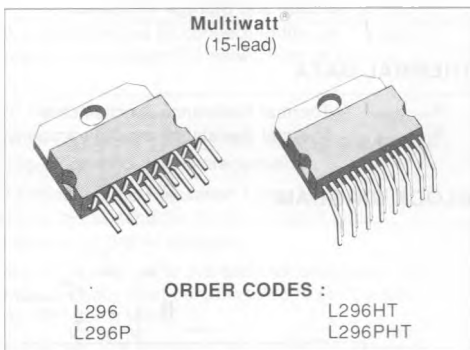 Multiwatt®
(15-lead)
ORDER CODES :
L296 L296HT
L296P L296PHT